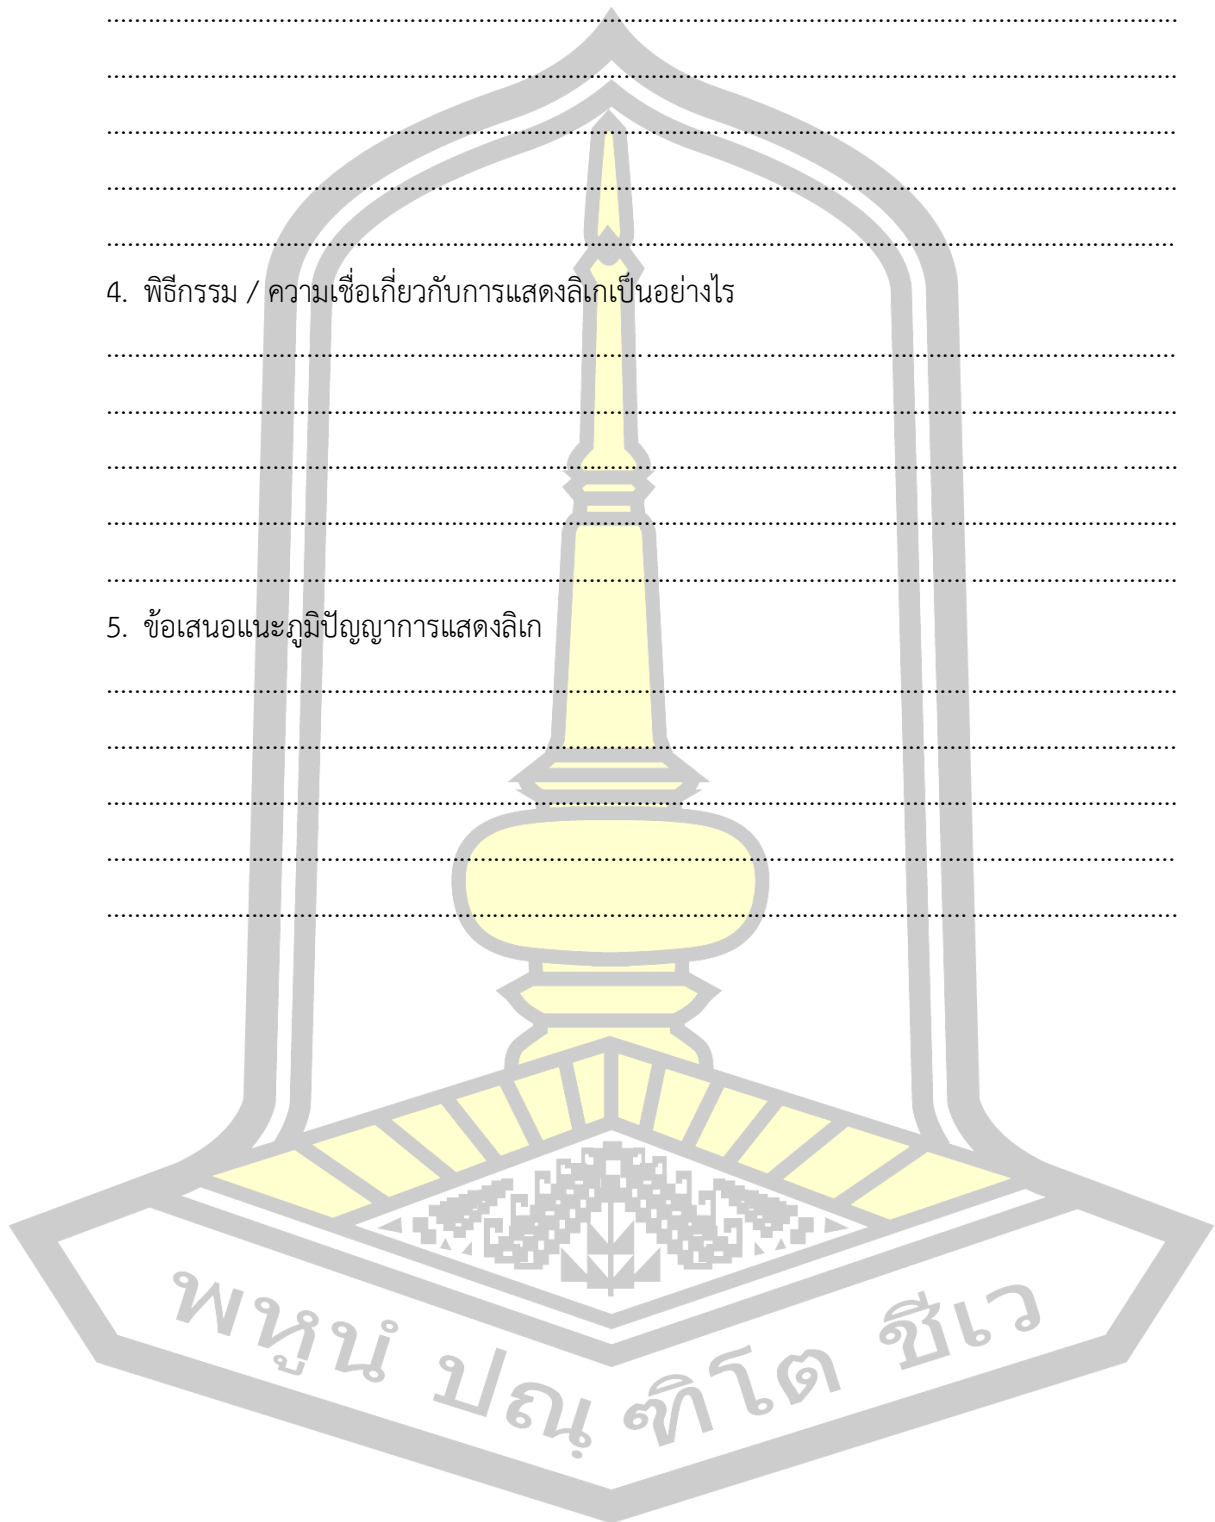 4. พิธีกรรม / ความเชื่อเกี่ยวกับการแสดงลิเกเป็นอย่างไร
5. ข้อเสนอแนะภูมิปัญญาการแสดงลิเก
พหูนํ ปณฺฑิโต ชีเว